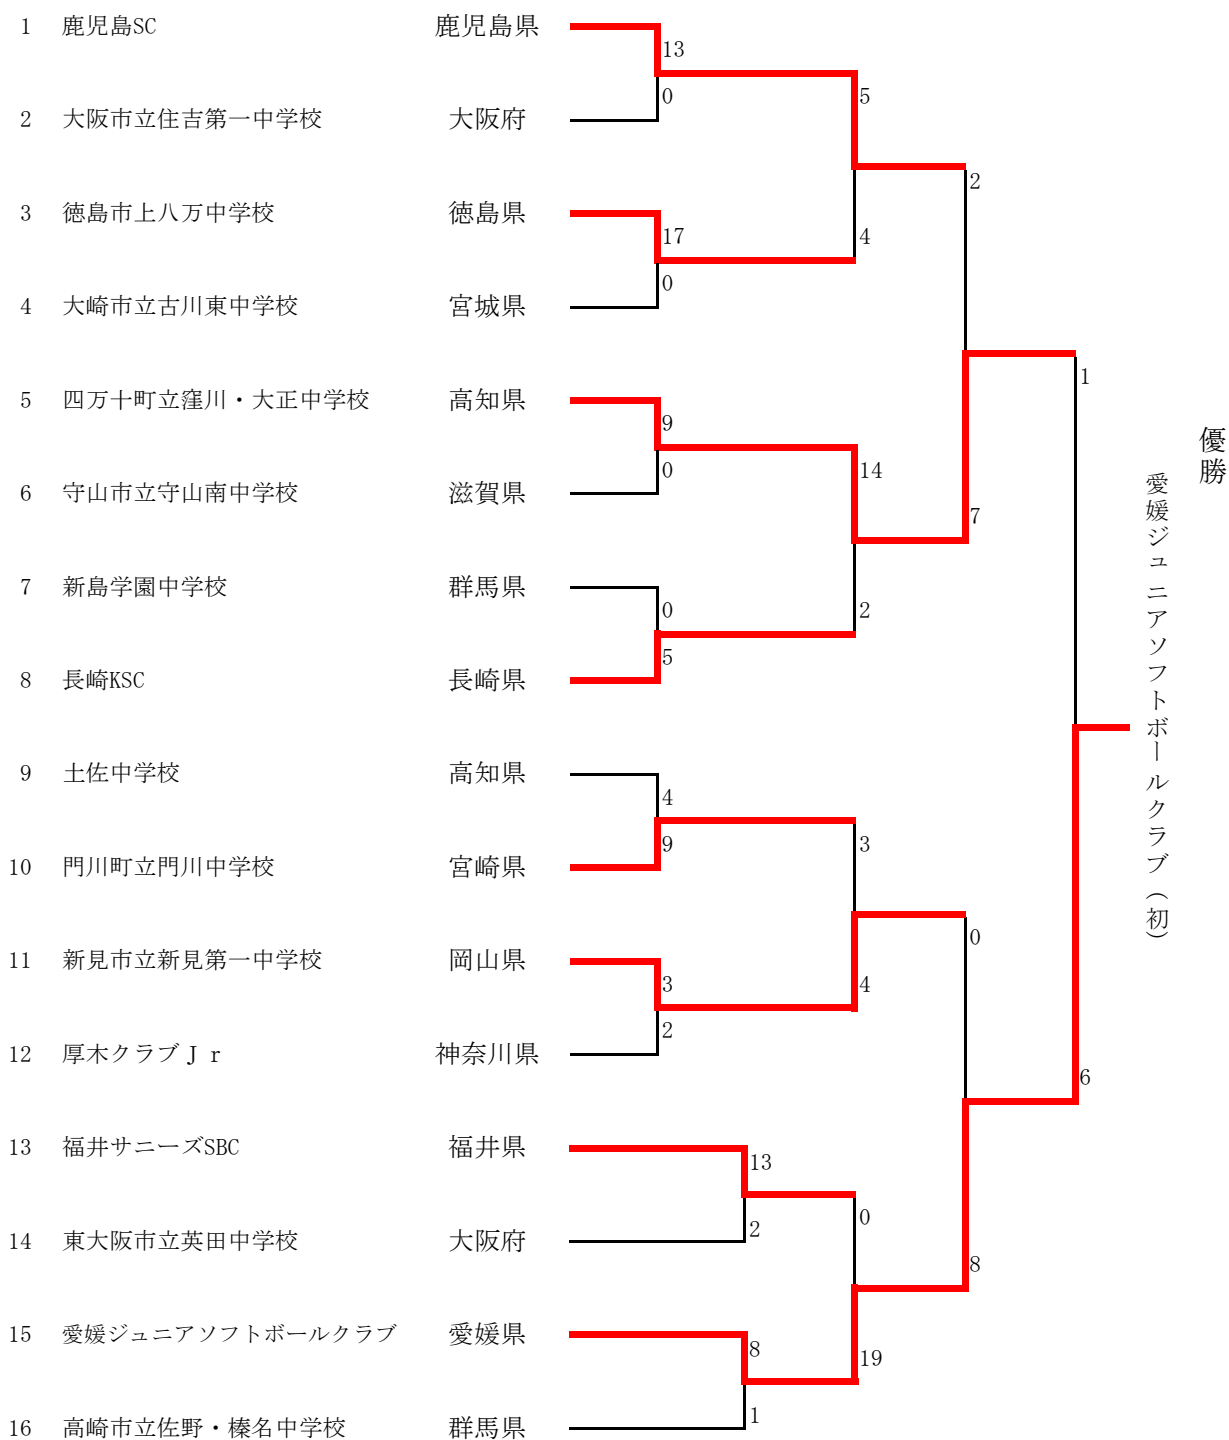 1 鹿児島SC 鹿児島県
13
0
5
2 大阪市立住吉第一中学校 大阪府
2
3 徳島市上八万中学校 徳島県
17
4
0
4 大崎市立古川東中学校 宮城県
1
5 四万十町立窪川・大正中学校 高知県
9
0
14
6 守山市立守山南中学校 滋賀県
7
7 新島学園中学校 群馬県
0
2
5
8 長崎KSC 長崎県
優勝
愛媛ジュニアソフトボールクラブ（初）
9 土佐中学校 高知県
4
9
3
10 門川町立門川中学校 宮崎県
0
11 新見市立新見第一中学校 岡山県
3
4
2
12 厚木クラブＪｒ 神奈川県
6
13 福井サニーズSBC 福井県
13
0
2
14 東大阪市立英田中学校 大阪府
8
15 愛媛ジュニアソフトボールクラブ 愛媛県
8
19
1
16 高崎市立佐野・榛名中学校 群馬県